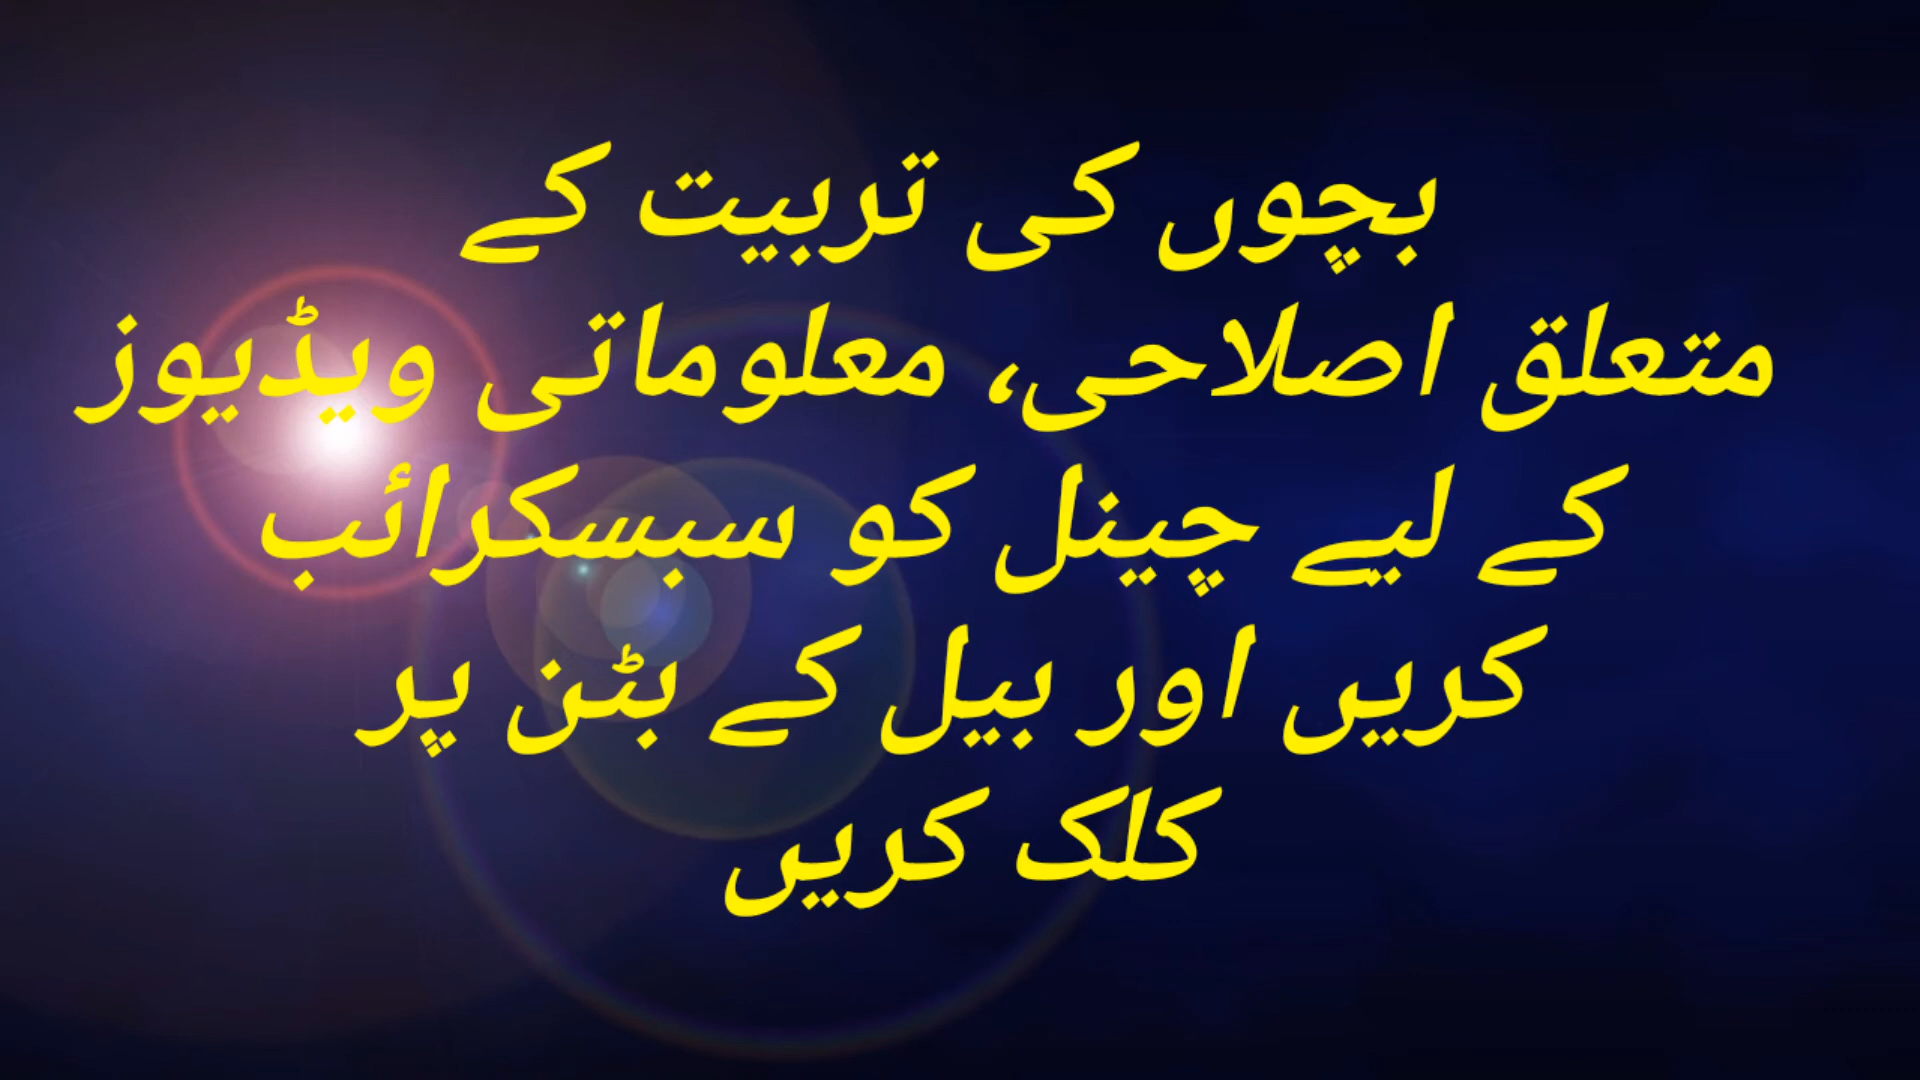 بچوں کی تربیت کے
متعلق اصلاحی، معلوماتی ویڈیوز
کے لیے چینل کو سبسکرائب
کریں اور بیل کے بٹن پر
کلک کریں